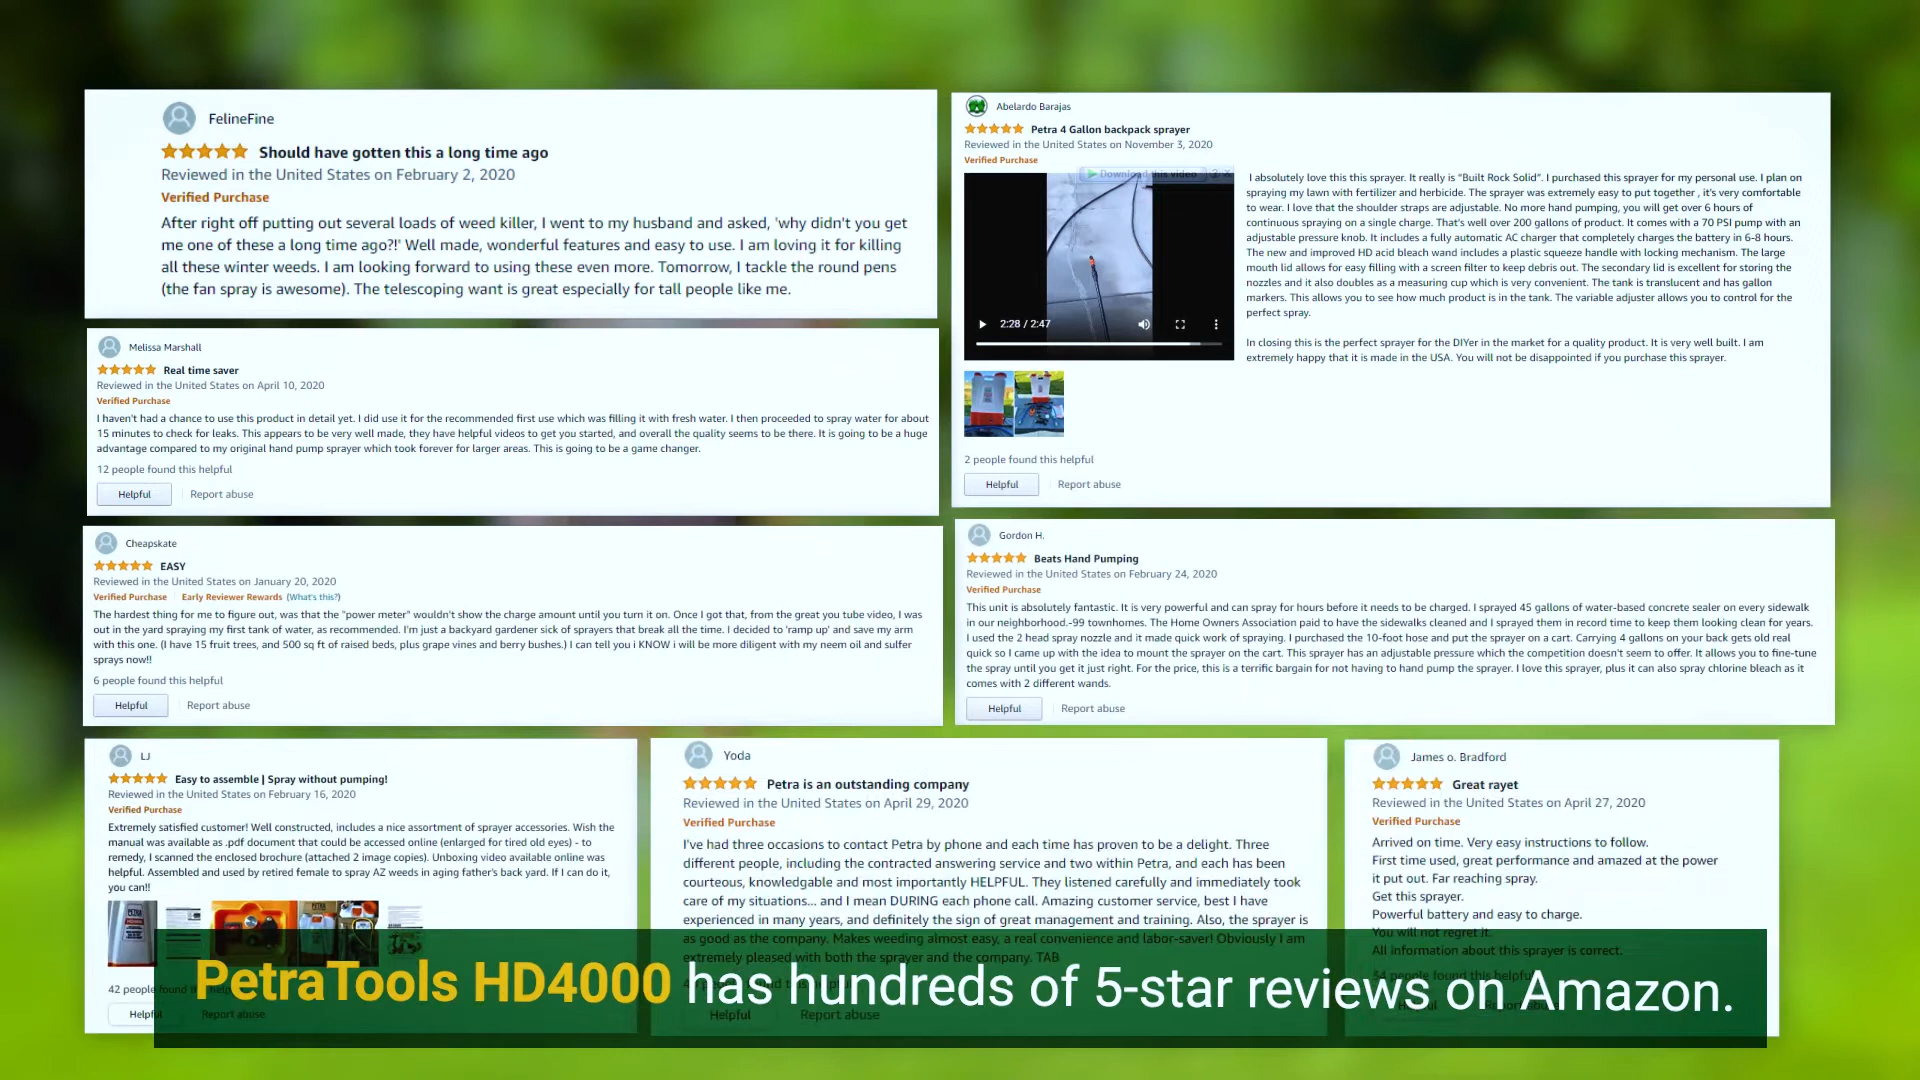 FelineFine
Should have gotten this a long time ago
Reviewed in the United States on February 2, 2020
Verified Purchase
After right off putting out several loads of weed killer, I went to my husband and asked, 'why didn't you get
me one of these a long time ago?!' Well made, wonderful features and easy to use. I am loving it for killing
all these winter weeds. I am looking forward to using these even more. Tomorrow, I tackle the round pens
(the fan spray is awesome). The telescoping want is great especially for tall people like me.
Melissa Marshall
Real time saver
Reviewed in the United States on April 10, 2020
Verified Purchase
I haven't had a chance to use this product in detail yet. I did use it for the recommended first use which was filling it with fresh water. I then proceeded to spray water for about
15 minutes to check for leaks. This appears to be very well made, they have helpful videos to get you started, and overall the quality seems to be there. It is going to be a huge
advantage compared to my original hand pump sprayer which took forever for larger areas. This is going to be a game changer.
12 people found this helpful
Helpful
Report abuse
Cheapskate
EASY
Reviewed in the United States on January 20, 2020
Verified Purchase Early Reviewer Rewards (What's this?)
The hardest thing for me to figure out, was that the "power meter" wouldn't show the charge amount until you turn it on. Once I got that, from the great you tube video, I was
out in the yard spraying my first tank of water, as recommended. I'm just a backyard gardener sick of sprayers that break all the time. I decided to 'ramp up' and save my arm
with this one. (I have 15 fruit trees, and 500 sq ft of raised beds, plus grape vines and berry bushes.) I can tell you i KNOW i will be more diligent with my neem oil and sulfer
sprays now!!
6 people found this helpful
Helpful
Report abuse
Abelardo Barajas
Petra 4 Gallon backpack sprayer
Reviewed in the United States on November 3, 2020
Verified Purchase
Download this video
2:28 / 2:47
I absolutely love this this sprayer. It really is "Built Rock Solid". I purchased this sprayer for my personal use. I plan on
spraying my lawn with fertilizer and herbicide. The sprayer was extremely easy to put together , it's very comfortable
to wear. I love that the shoulder straps are adjustable. No more hand pumping, you will get over 6 hours of
continuous spraying on a single charge. That's well over 200 gallons of product. It comes with a 70 PSI pump with an
adjustable pressure knob. It includes a fully automatic AC charger that completely charges the battery in 6-8 hours.
The new and improved HD acid bleach wand includes a plastic squeeze handle with locking mechanism. The large
mouth lid allows for easy filling with a screen filter to keep debris out. The secondary lid is excellent for storing the
nozzles and it also doubles as a measuring cup which is very convenient. The tank is translucent and has gallon
markers. This allows you to see how much product is in the tank. The variable adjuster allows you to control for the
perfect spray.
In closing this is the perfect sprayer for the DIYer in the market for a quality product. It is very well built. I am
extremely happy that it is made in the USA. You will not be disappointed if you purchase this sprayer.
2 people found this helpful
Helpful
Report abuse
Gordon H.
Beats Hand Pumping
Reviewed in the United States on February 24, 2020
Verified Purchase
This unit is absolutely fantastic. It is very powerful and can spray for hours before it needs to be charged. I sprayed 45 gallons of water-based concrete sealer on every sidewalk
in our neighborhood.-99 townhomes. The Home Owners Association paid to have the sidewalks cleaned and I sprayed them in record time to keep them looking clean for years.
I used the 2 head spray nozzle and it made quick work of spraying. I purchased the 10-foot hose and put the sprayer on a cart. Carrying 4 gallons on your back gets old real
quick so I came up with the idea to mount the sprayer on the cart. This sprayer has an adjustable pressure which the competition doesn't seem to offer. It allows you to fine-tune
the spray until you get it just right. For the price, this is a terrific bargain for not having to hand pump the sprayer. I love this sprayer, plus it can also spray chlorine bleach as it
comes with 2 different wands.
Helpful
Report abuse
LJ
Easy to assemble | Spray without pumping!
Reviewed in the United States on February 16, 2020
Verified Purchase
Extremely satisfied customer! Well constructed, includes a nice assortment of sprayer accessories. Wish the
manual was available as .pdf document that could be accessed online (enlarged for tired old eyes) - to
remedy, I scanned the enclosed brochure (attached 2 image copies). Unboxing video available online was
helpful. Assembled and used by retired female to spray AZ weeds in aging father's back yard. If I can do it,
you can!!
42 people found this helpful
Helpful
Report abuse
Yoda
Petra is an outstanding company
Reviewed in the United States on April 29, 2020
Verified Purchase
I've had three occasions to contact Petra by phone and each time has proven to be a delight. Three
different people, including the contracted answering service and two within Petra, and each has been
courteous, knowledgable and most importantly HELPFUL. They listened carefully and immediately took
care of my situations... and I mean DURING each phone call. Amazing customer service, best I have
experienced in many years, and definitely the sign of great management and training. Also, the sprayer is
as good as the company. Makes weeding almost easy, a real convenience and labor-saver! Obviously I am
extremely pleased with both the sprayer and the company. TAB
Helpful
Report abuse
James o. Bradford
Great rayet
Reviewed in the United States on April 27, 2020
Verified Purchase
Arrived on time. Very easy instructions to follow.
First time used, great performance and amazed at the power
it put out. Far reaching spray.
Get this sprayer.
Powerful battery and easy to charge.
You will not regret it.
All information about this sprayer is correct.
54 people found this helpful
Helpful
Report abuse
PetraTools HD4000 has hundreds of 5-star reviews on Amazon.